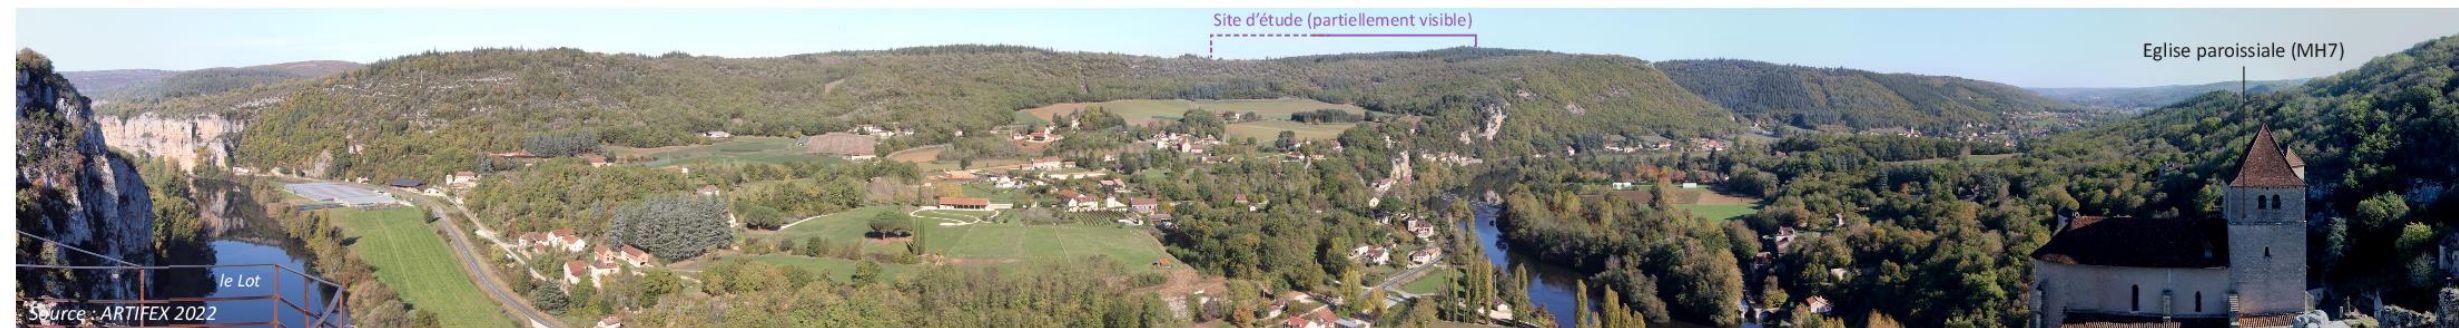 Site d’étude (partiellement visible)
Eglise paroissiale (MH7)
le Lot
Source : ARTIFEX 2022